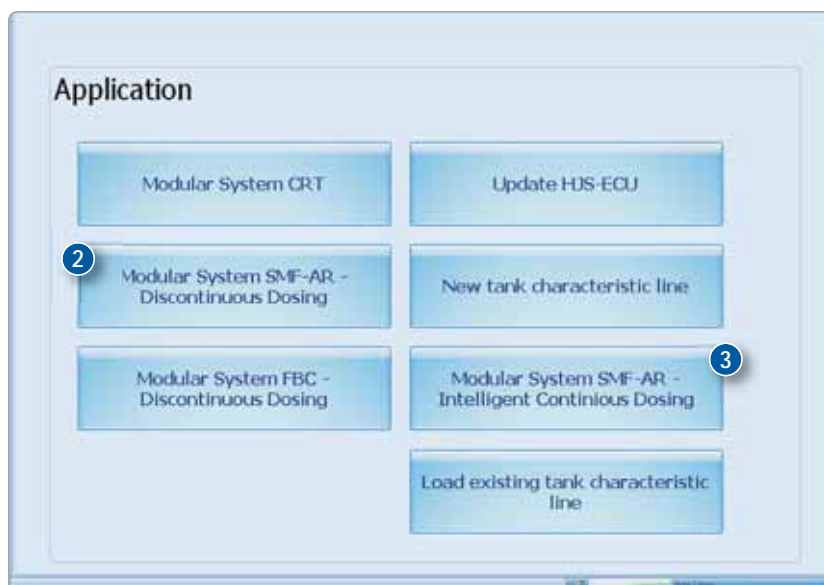 Application
Modular System CRT
Update HJS-ECU
2
Modular System SMF-AR -
Discontinuous Dosing
New tank characteristic line
Modular System FBC -
Discontinuous Dosing
3
Modular System SMF-AR -
Intelligent Continious Dosing
Load existing tank characteristic
line